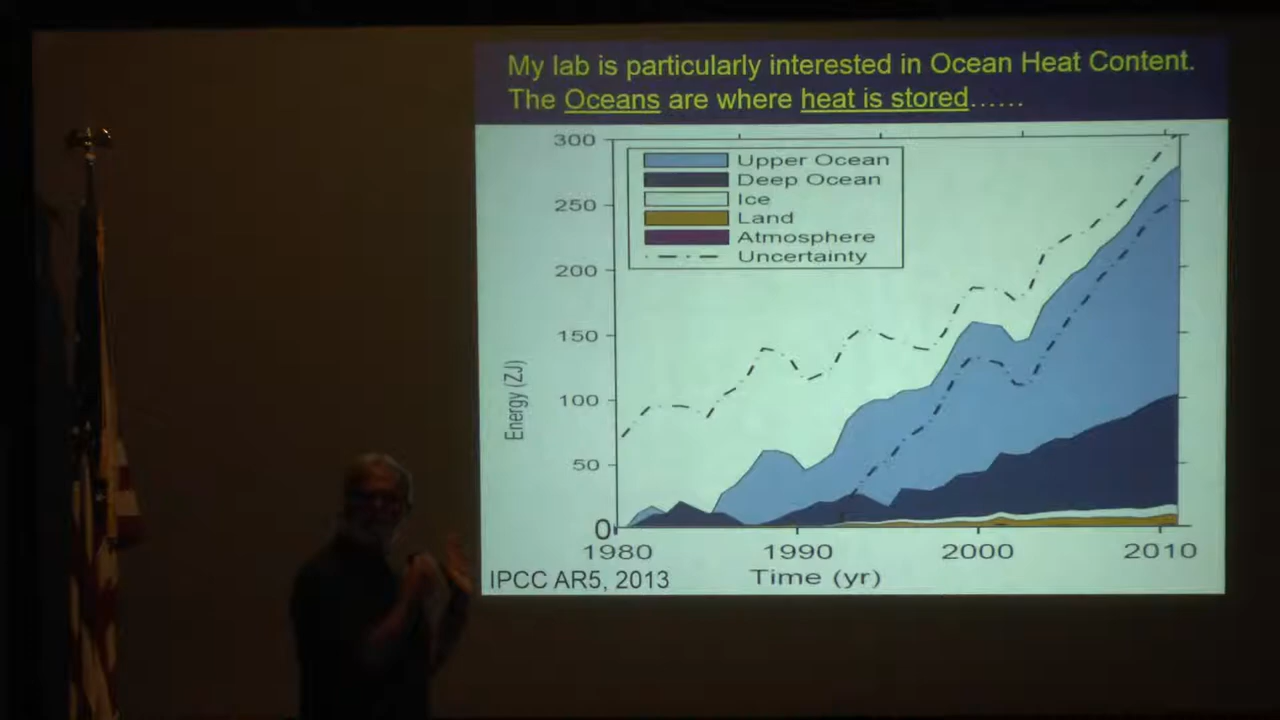 My lab is particularly interested in Ocean Heat Content.
The Oceans are where heat is stored......
300
250
200
150
100
50
0
Energy (ZJ)
Upper Ocean
Deep Ocean
Ice
Land
Atmosphere
Uncertainty
1980 1990 2000 2010
Time (yr)
IPCC AR5, 2013